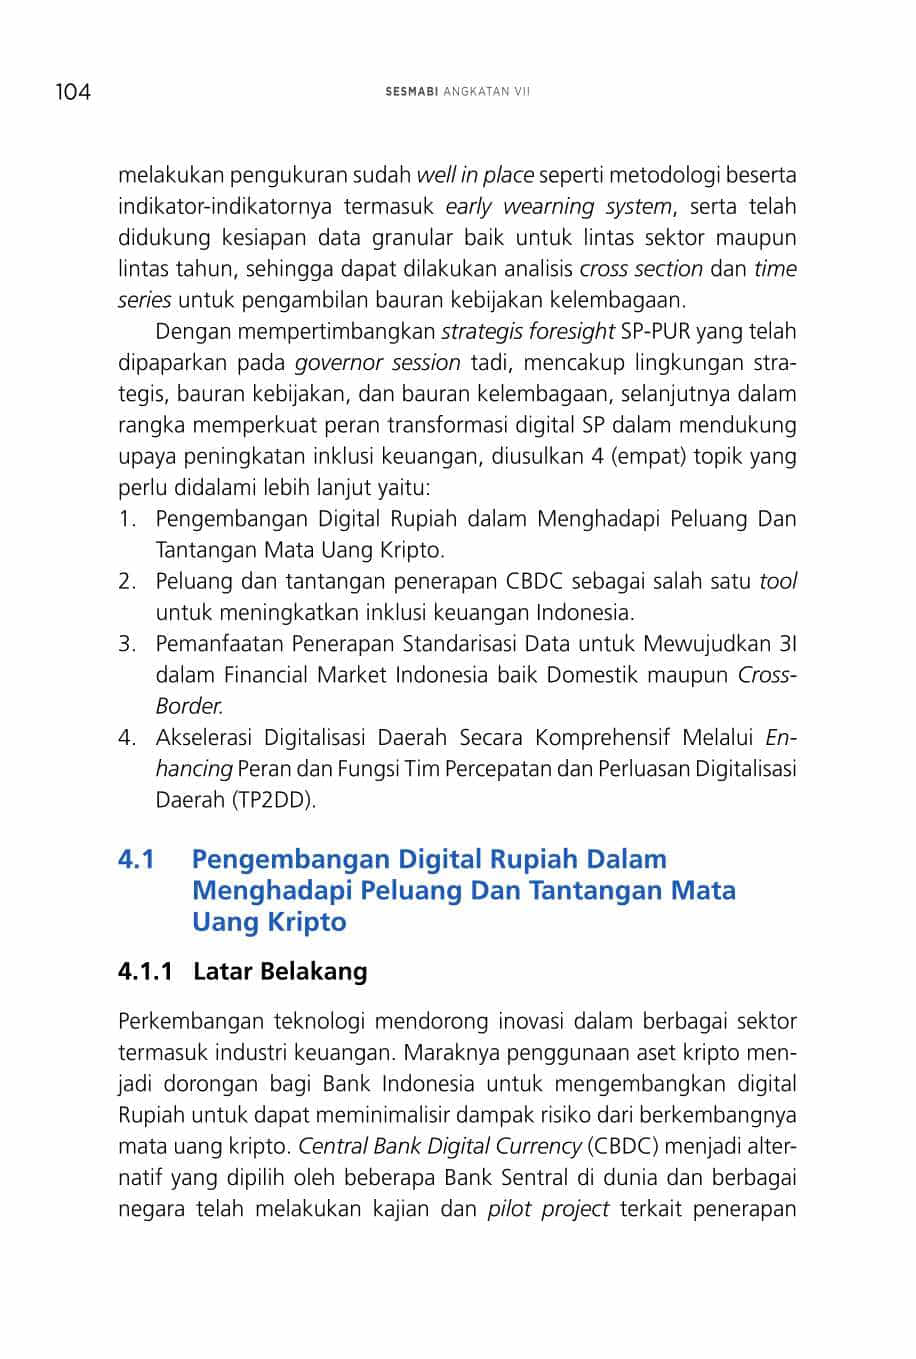 104
SESMABI ANGKATAN VII
melakukan pengukuran sudah well in place seperti metodologi beserta
indikator-indikatornya termasuk early wearning system, serta telah
didukung kesiapan data granular baik untuk lintas sektor maupun
lintas tahun, sehingga dapat dilakukan analisis cross section dan time
series untuk pengambilan bauran kebijakan kelembagaan.
Dengan mempertimbangkan strategis foresight SP-PUR yang telah
dipaparkan pada governor session tadi, mencakup lingkungan stra-
tegis, bauran kebijakan, dan bauran kelembagaan, selanjutnya dalam
rangka memperkuat peran transformasi digital SP dalam mendukung
upaya peningkatan inklusi keuangan, diusulkan 4 (empat) topik yang
perlu didalami lebih lanjut yaitu:
1. Pengembangan Digital Rupiah dalam Menghadapi Peluang Dan
Tantangan Mata Uang Kripto.
2. Peluang dan tantangan penerapan CBDC sebagai salah satu tool
untuk meningkatkan inklusi keuangan Indonesia.
3. Pemanfaatan Penerapan Standarisasi Data untuk Mewujudkan 3I
dalam Financial Market Indonesia baik Domestik maupun Cross-
Border.
4. Akselerasi Digitalisasi Daerah Secara Komprehensif Melalui En-
hancing Peran dan Fungsi Tim Percepatan dan Perluasan Digitalisasi
Daerah (TP2DD).
4.1 Pengembangan Digital Rupiah Dalam
Menghadapi Peluang Dan Tantangan Mata
Uang Kripto
4.1.1 Latar Belakang
Perkembangan teknologi mendorong inovasi dalam berbagai sektor
termasuk industri keuangan. Maraknya penggunaan aset kripto men-
jadi dorongan bagi Bank Indonesia untuk mengembangkan digital
Rupiah untuk dapat meminimalisir dampak risiko dari berkembangnya
mata uang kripto. Central Bank Digital Currency (CBDC) menjadi alter-
natif yang dipilih oleh beberapa Bank Sentral di dunia dan berbagai
negara telah melakukan kajian dan pilot project terkait penerapan